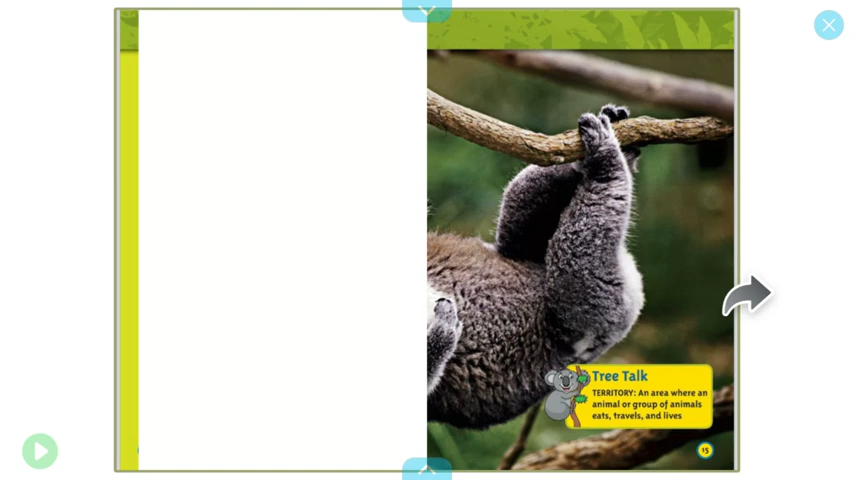 Tree Talk
TERRITORY: An area where an
animal or group of animals
eats, travels, and lives
15